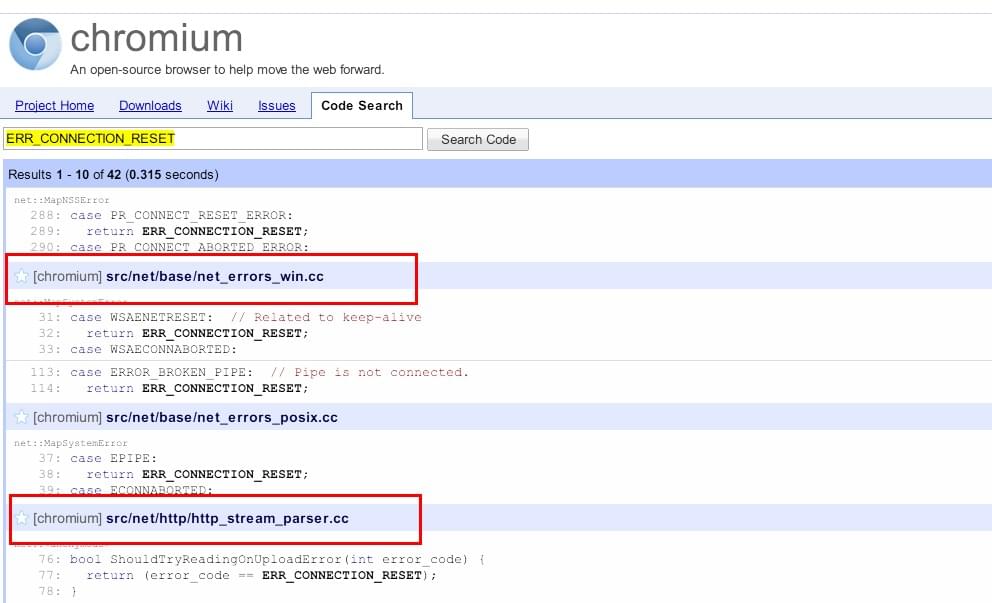 chromium
An open-source browser to help move the web forward.
Project Home Downloads Wiki Issues Code Search
ERR_CONNECTION_RESET Search Code
Results 1 - 10 of 42 (0.315 seconds)
net::MapNSSError
288: case PR_CONNECT_RESET_ERROR:
289: return ERR_CONNECTION_RESET;
290: case PR_CONNECT_ABORTED_ERROR:
[chromium] src/net/base/net_errors_win.cc
net::MapSystemError
31: case WSAENETRESET: // Related to keep-alive
32: return ERR_CONNECTION_RESET;
33: case WSAECONNABORTED:
113: case ERROR_BROKEN_PIPE: // Pipe is not connected.
114: return ERR_CONNECTION_RESET;
[chromium] src/net/base/net_errors_posix.cc
net::MapSystemError
37: case EPIPE:
38: return ERR_CONNECTION_RESET;
39: case ECONNABORTED:
[chromium] src/net/http/http_stream_parser.cc
76: bool ShouldTryReadingOnUploadError(int error_code) {
77: return (error_code == ERR_CONNECTION_RESET);
78: }